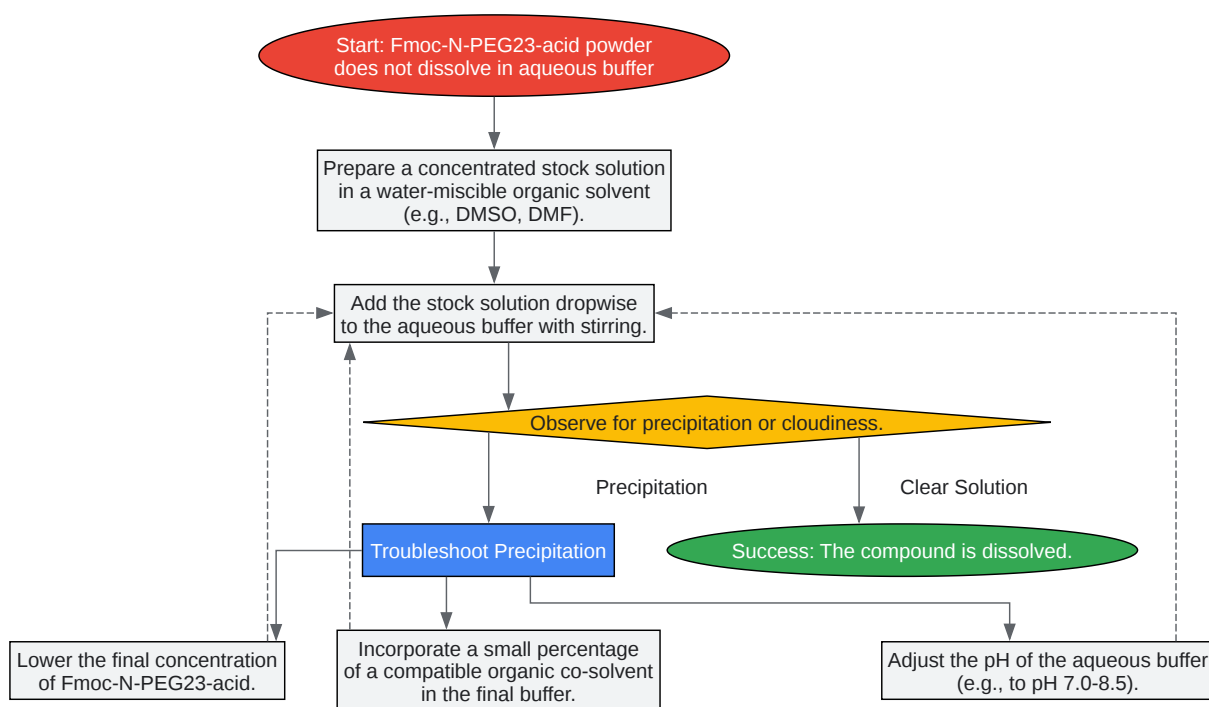 Start: Fmoc-N-PEG23-acid powder
does not dissolve in aqueous buffer
Prepare a concentrated stock solution
in a water-miscible organic solvent
(e.g., DMSO, DMF).
Add the stock solution dropwise
to the aqueous buffer with stirring.
Observe for precipitation or cloudiness.
Precipitation
Clear Solution
Troubleshoot Precipitation
Success: The compound is dissolved.
Lower the final concentration
of Fmoc-N-PEG23-acid.
Incorporate a small percentage
of a compatible organic co-solvent
in the final buffer.
Adjust the pH of the aqueous buffer
(e.g., to pH 7.0-8.5).